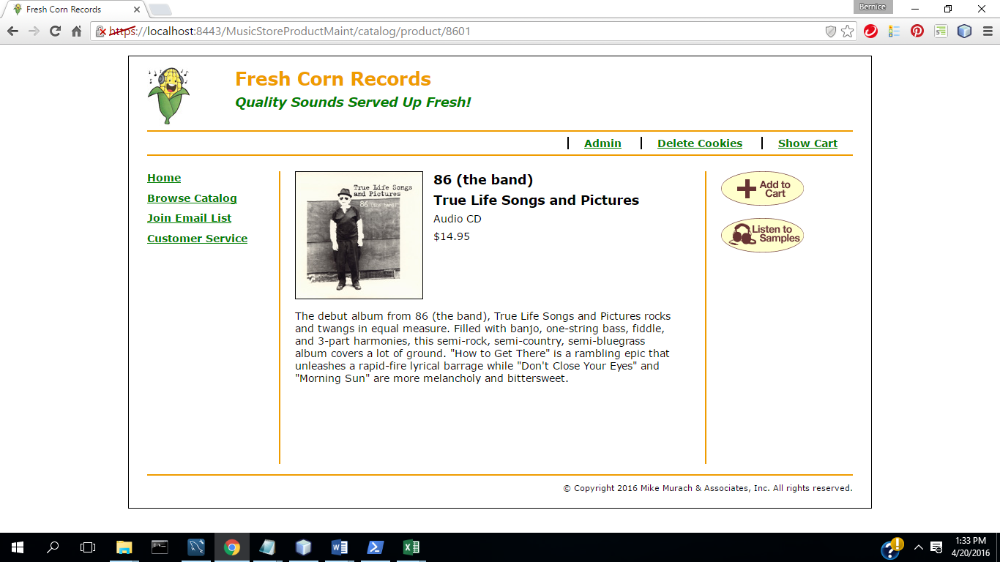 Fresh Corn Records
Bernice
https://localhost:8443/MusicStoreProductMaint/catalog/product/8601
Fresh Corn Records
Quality Sounds Served Up Fresh!
Admin
Delete Cookies
Show Cart
Home
Browse Catalog
Join Email List
Customer Service
True Life Songs
and Pictures
86 (the band)
86 (the band)
True Life Songs and Pictures
Audio CD
$14.95
The debut album from 86 (the band), True Life Songs and Pictures rocks
and twangs in equal measure. Filled with banjo, one-string bass, fiddle,
and 3-part harmonies, this semi-rock, semi-country, semi-bluegrass
album covers a lot of ground. "How to Get There" is a rambling epic that
unleashes a rapid-fire lyrical barrage while "Don't Close Your Eyes" and
"Morning Sun" are more melancholy and bittersweet.
Add to
Cart
Listen to
Samples
© Copyright 2016 Mike Murach & Associates, Inc. All rights reserved.
1:33 PM
4/20/2016